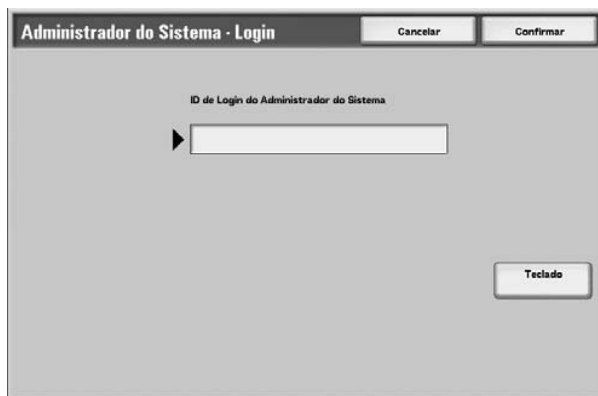 Administrador do Sistema - Login
Cancelar
Confirmar
ID de Login do Administrador do Sistema
Teclado